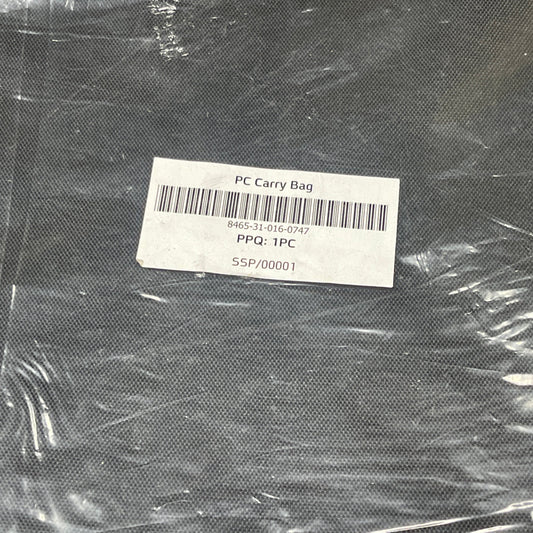 PC Carry Bag
8465-31-016-0747
PPQ: 1PC
SSP/00001